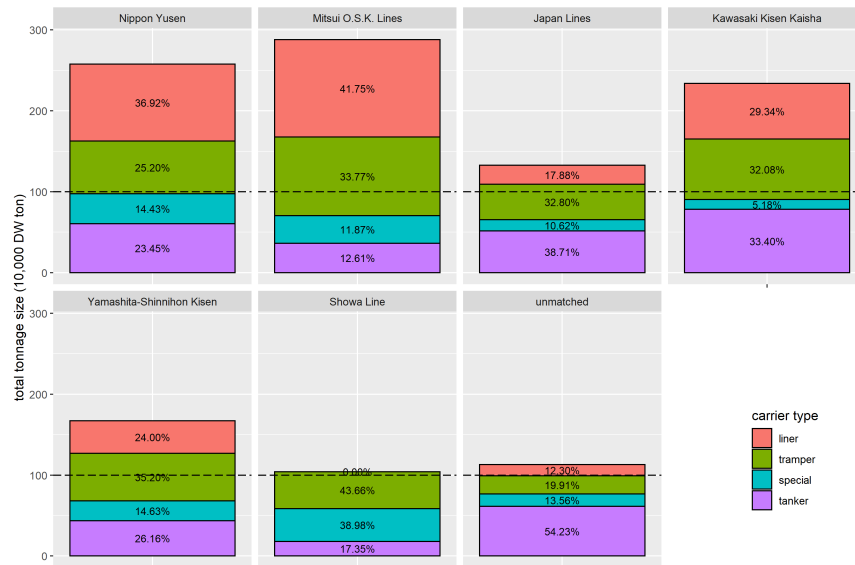 Nippon Yusen
Mitsui O.S.K. Lines
Japan Lines
Kawasaki Kisen Kaisha
300
200
100
0
36.92%
25.20%
14.43%
23.45%
41.75%
33.77%
11.87%
12.61%
17.88%
32.80%
10.62%
38.71%
29.34%
32.08%
5.18%
33.40%
total tonnage size (10,000 DW ton)
Yamashita-Shinnihon Kisen
Showa Line
unmatched
300
200
100
0
24.00%
35.20%
14.63%
26.16%
0.00%
43.66%
38.98%
17.35%
12.30%
19.91%
13.56%
54.23%
carrier type
liner
tramper
special
tanker